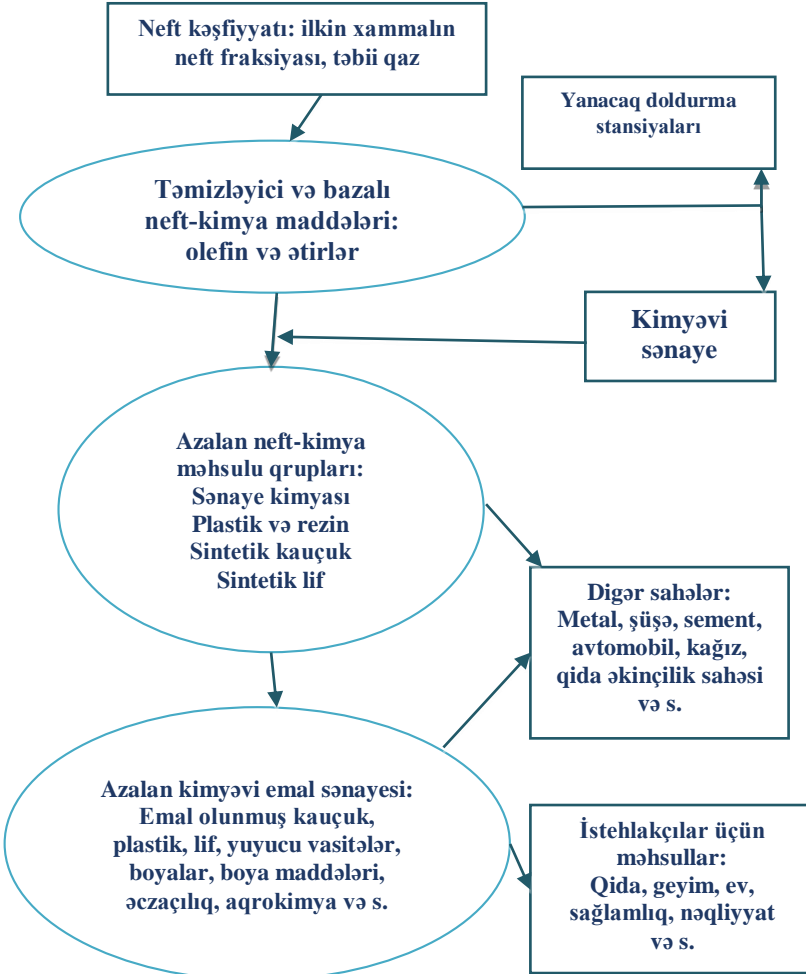 Neft kəşfiyyatı: ilkin xammalın
neft fraksiyası, təbii qaz
Yanacaq doldurma
stansiyaları
Təmizləyici və bazalı
neft-kimya maddələri:
olefin və ətirlər
Kimyəvi
sənaye
Azalan neft-kimya
məhsulu qrupları:
Sənaye kimyası
Plastik və rezin
Sintetik kauçuk
Sintetik lif
Digər sahələr:
Metal, şüşə, sement,
avtomobil, kağız,
qida əkinçilik sahəsi
və s.
Azalan kimyəvi emal sənayesi:
Emal olunmuş kauçuk,
plastik, lif, yuyucu vasitələr,
boyalar, boya maddələri,
əczaçılıq, aqrokimya və s.
İstehlakçılar üçün
məhsullar:
Qida, geyim, ev,
sağlamlıq, nəqliyyat
və s.